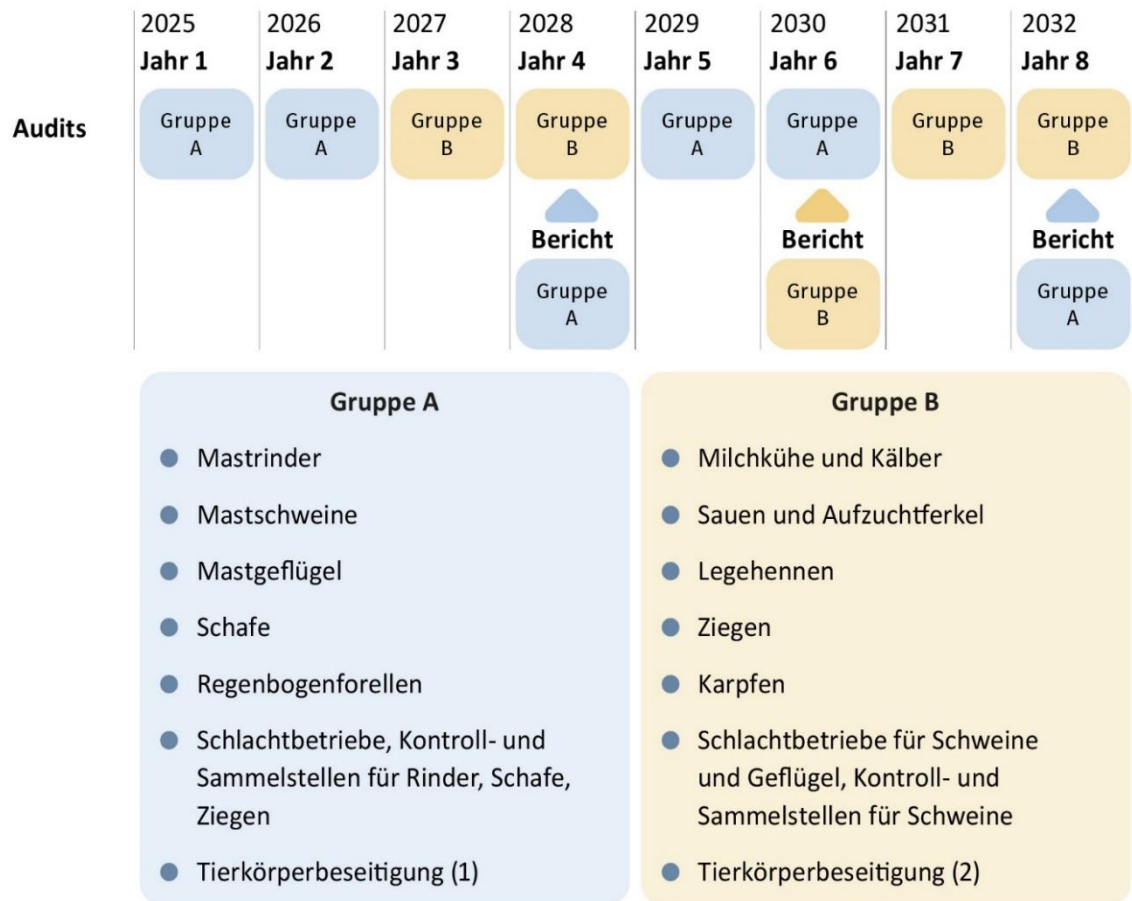 2025 2026 2027 2028 2029 2030 2031 2032
Jahr 1 Jahr 2 Jahr 3 Jahr 4 Jahr 5 Jahr 6 Jahr 7 Jahr 8
Audits
Gruppe A
Gruppe A
Gruppe B
Gruppe B
Gruppe A
Gruppe A
Gruppe B
Gruppe B
Bericht Bericht Bericht
Gruppe A
Gruppe B
Gruppe A
Gruppe A
Mastrinder
Mastschweine
Mastgeflügel
Schafe
Regenbogenforellen
Schlachtbetriebe, Kontroll- und
Sammelstellen für Rinder, Schafe,
Ziegen
Tierkörperbeseitigung (1)
Gruppe B
Milchkühe und Kälber
Sauen und Aufzuchtferkel
Legehennen
Ziegen
Karpfen
Schlachtbetriebe für Schweine
und Geflügel, Kontroll- und
Sammelstellen für Schweine
Tierkörperbeseitigung (2)